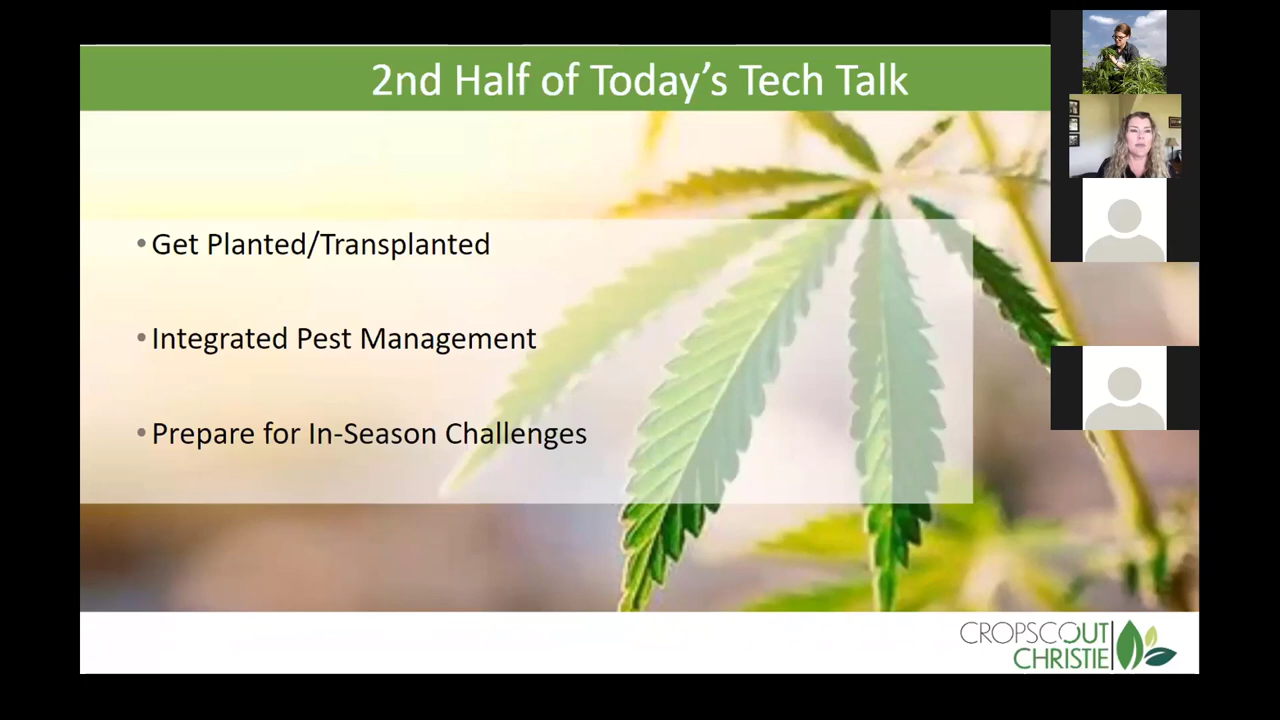 2nd Half of Today's Tech Talk
• Get Planted/Transplanted
• Integrated Pest Management
• Prepare for In-Season Challenges
CROPSCOUT
CHRISTIE